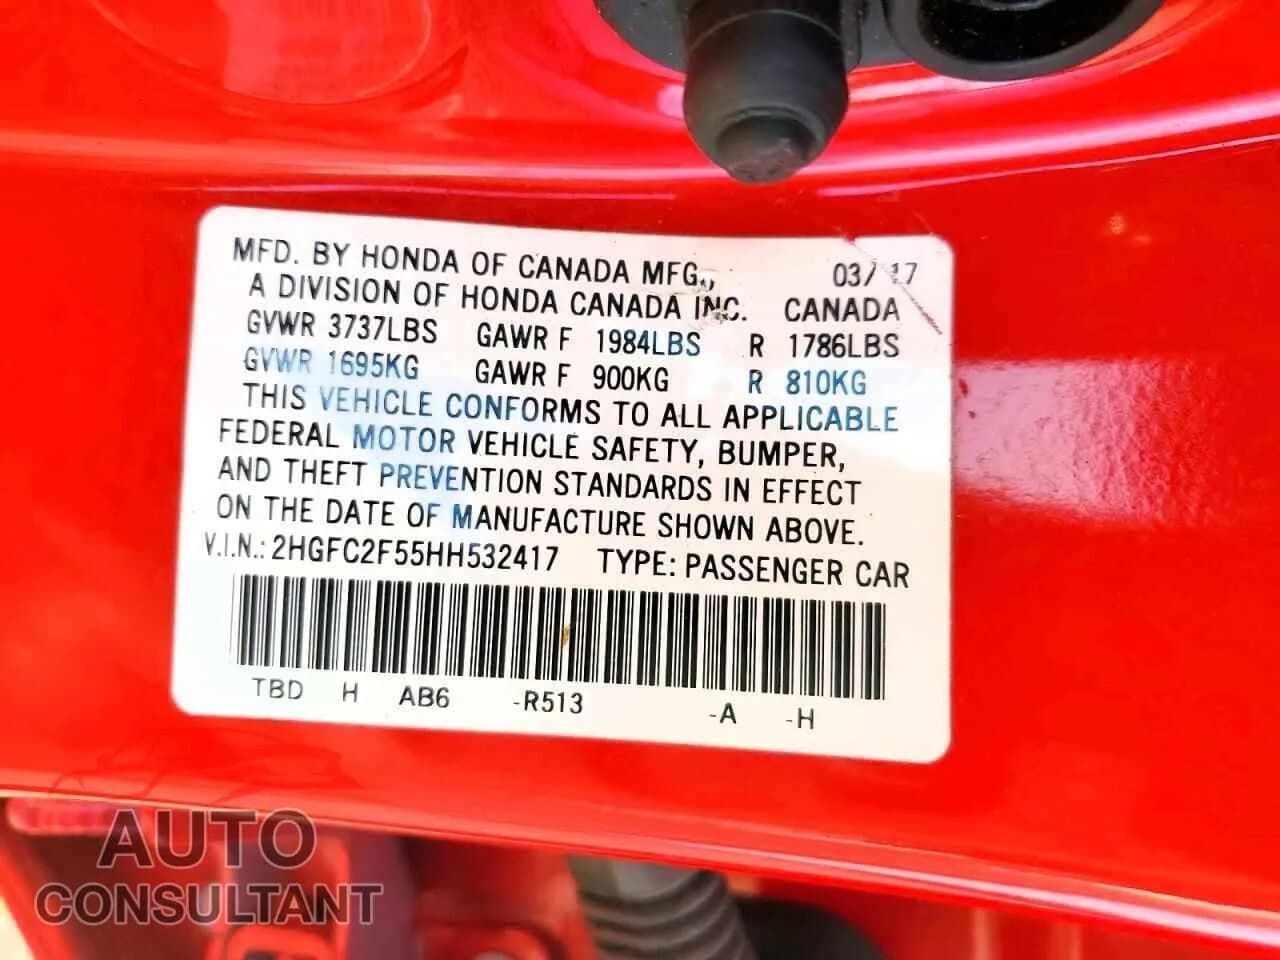 MFD. BY HONDA OF CANADA MFG., 03/17
A DIVISION OF HONDA CANADA INC. CANADA
GVWR 3737LBS GAWR F 1984LBS R 1786LBS
GVWR 1695KG GAWR F 900KG R 810KG
THIS VEHICLE CONFORMS TO ALL APPLICABLE
FEDERAL MOTOR VEHICLE SAFETY, BUMPER,
AND THEFT PREVENTION STANDARDS IN EFFECT
ON THE DATE OF MANUFACTURE SHOWN ABOVE.
V.I.N.: 2HGFC2F55HH532417 TYPE: PASSENGER CAR
TBD H AB6 -R513 -A -H
AUTO
CONSULTANT